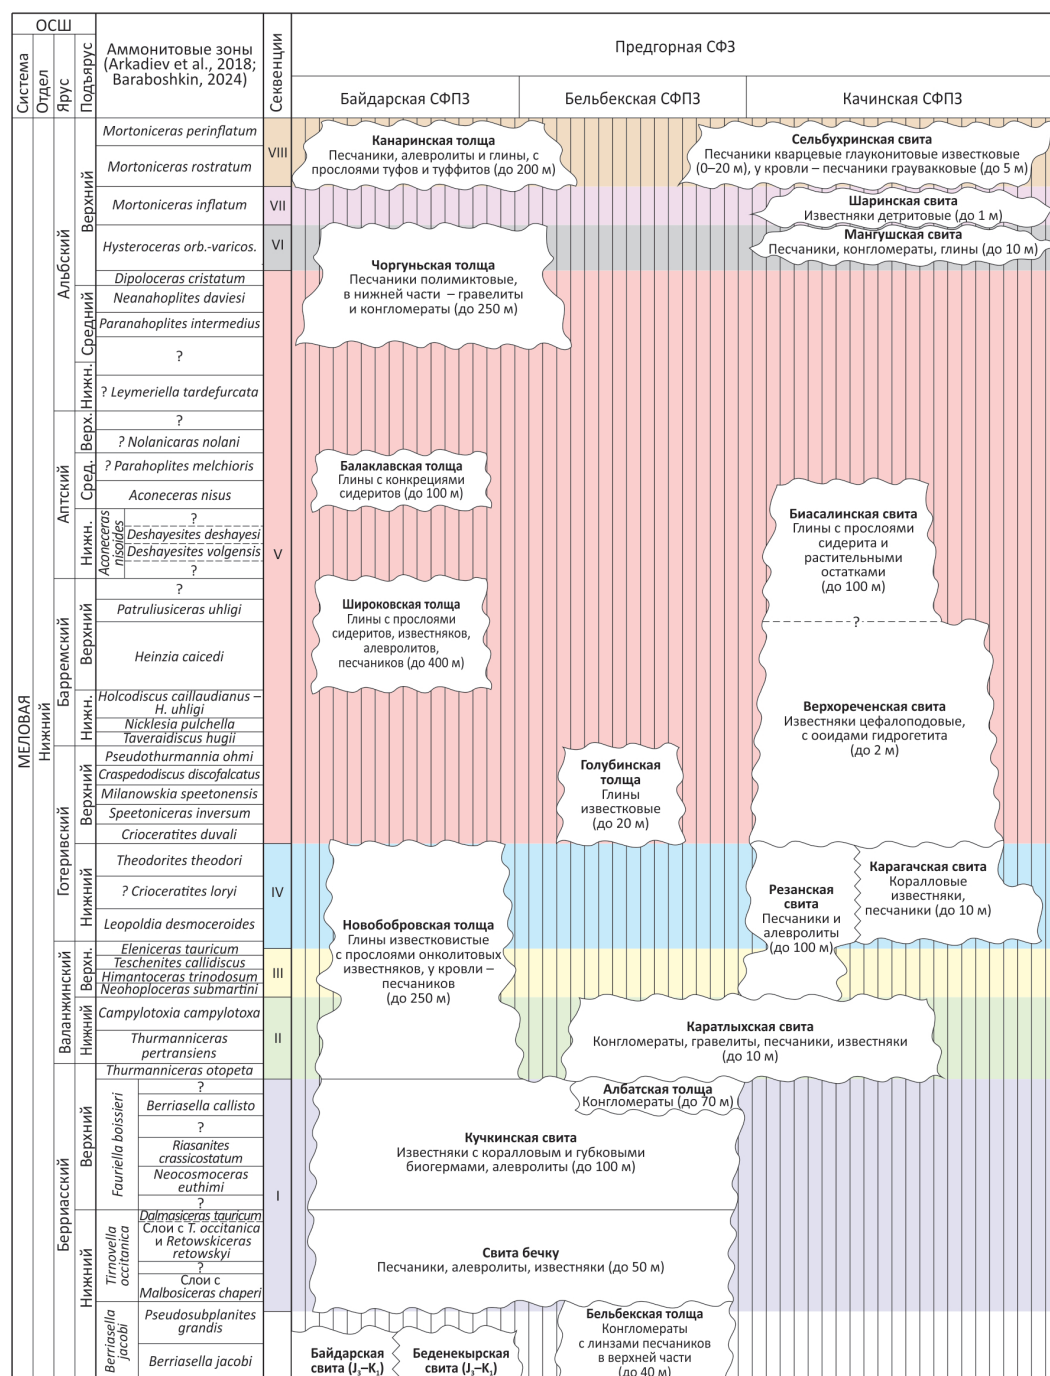 ОСШ
Система
Отдел
Ярус
Подъярус
Аммонитовые зоны
(Arkadiev et al., 2018;
Baraboshkin, 2024)
Секвенции
Предгорная СФЗ
Байдарская СФПЗ
Бельбекская СФПЗ
Качинская СФПЗ
МЕЛОВАЯ
Нижний
Альбский
Верхний
Mortoniceras perinflatum
Mortoniceras rostratum
Mortoniceras inflatum
Hysteroceras orb.-varicos.
Dipoloceras cristatum
Средний
Neanahoplites daviesi
Paranahoplites intermedius
?
Нижн.
? Leymeriella tardefurcata
Аптский
Верх.
?
? Nolanicaras nolani
Сред.
? Parahoplites melchioris
Aconeceras nisus
Нижн.
Aconeceras
nisoides
?
Deshayesites deshayesi
Deshayesites volgensis
?
Барремский
Верхний
?
Patruliusiceras uhligi
Heinzia caicedi
Нижн.
Holcodiscus caillaudianus –
H. uhligi
Nicklesia pulchella
Taveraidiscus hugii
Готеривский
Верхний
Pseudothurmannia ohmi
Craspedodiscus discofalcatus
Milanowskia speetonensis
Speetoniceras inversum
Crioceratites duvali
Нижний
Theodorites theodori
? Crioceratites loryi
Leopoldia desmoceroides
Валанжинский
Верхн.
Eleniceras tauricum
Teschenites callidiscus
Himantoceras trinodosum
Neohoploceras submartini
Нижний
Campylotoxia campylotoxa
Thurmanniceras
pertransiens
Thurmanniceras otopeta
Берриасский
Верхний
Fauriella boissieri
?
Berriasella callisto
?
Riasanites
crassicostatum
Neocosmoceras
euthimi
?
Нижний
Tirnovella
occitanica
Dalmasiceras tauricum
Слои с T. occitanica
и Retowskiceras
retowskyi
?
Слои с
Malbosiceras chaperi
Berriasella
jacobi
Pseudosubplanites
grandis
Berriasella jacobi
VIII
VII
VI
V
IV
III
II
I
Канаринская толща
Песчаники, алевролиты и глины, с
прослоями туфов и туффитов (до 200 м)
Сельбухринская свита
Песчаники кварцевые глауконитовые известковые
(0–20 м), у кровли – песчаники граувакковые (до 5 м)
Шаринская свита
Известняки детритовые (до 1 м)
Мангушская свита
Песчаники, конгломераты, глины (до 10 м)
Чоргуньская толща
Песчаники полимиктовые,
в нижней части – гравелиты
и конгломераты (до 250 м)
Балаклавская толща
Глины с конкрециями
сидеритов (до 100 м)
Биасалинская свита
Глины с прослоями
сидерита и
растительными
остатками
(до 100 м)
?
Широковская толща
Глины с прослоями
сидеритов, известняков,
алевролитов,
песчаников (до 400 м)
Верхореченская свита
Известняки цефалоподовые,
с ооидами гидрогетита
(до 2 м)
Голубинская
толща
Глины
известковые
(до 20 м)
Новобобровская толща
Глины известковистые
с прослоями онколитовых
известняков, у кровли –
песчаников
(до 250 м)
Резанская
свита
Песчаники и
алевролиты
(до 100 м)
Карагачская свита
Коралловые
известняки,
песчаники (до 10 м)
Каратлыхская свита
Конгломераты, гравелиты, песчаники, известняки
(до 10 м)
Албатская толща
Конгломераты (до 70 м)
Кучкинская свита
Известняки с коралловым и губковыми
биогермами, алевролиты (до 100 м)
Свита бечку
Песчаники, алевролиты, известняки (до 50 м)
Бельбекская толща
Конгломераты
с линзами песчаников
в верхней части
(до 40 м)
Байдарская
свита (J₃–K₁)
Беденекырская
свита (J₃–K₁)